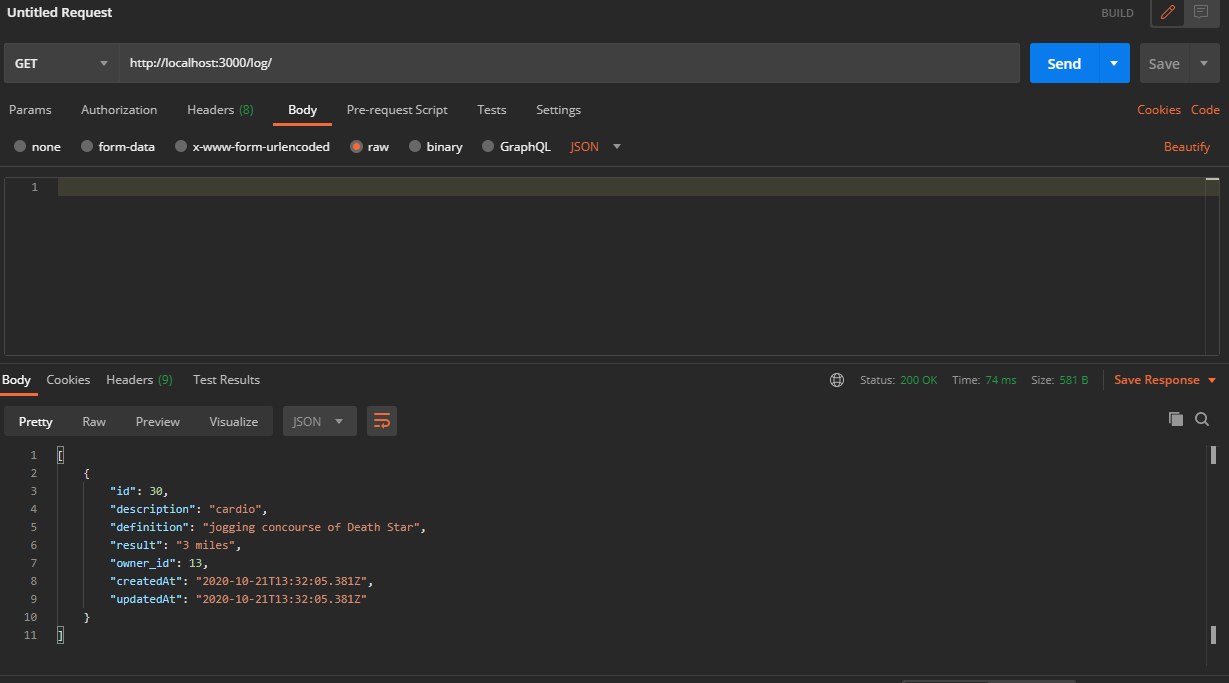 Untitled Request BUILD
GET http://localhost:3000/log/ Send Save
Params Authorization Headers (8) Body Pre-request Script Tests Settings Cookies Code
none form-data x-www-form-urlencoded raw binary GraphQL JSON Beautify
1
Body Cookies Headers (9) Test Results Status: 200 OK Time: 74 ms Size: 581 B Save Response
Pretty Raw Preview Visualize JSON
1 [
2 {
3 "id": 30,
4 "description": "cardio",
5 "definition": "jogging concourse of Death Star",
6 "result": "3 miles",
7 "owner_id": 13,
8 "createdAt": "2020-10-21T13:32:05.381Z",
9 "updatedAt": "2020-10-21T13:32:05.381Z"
10 }
11 ]